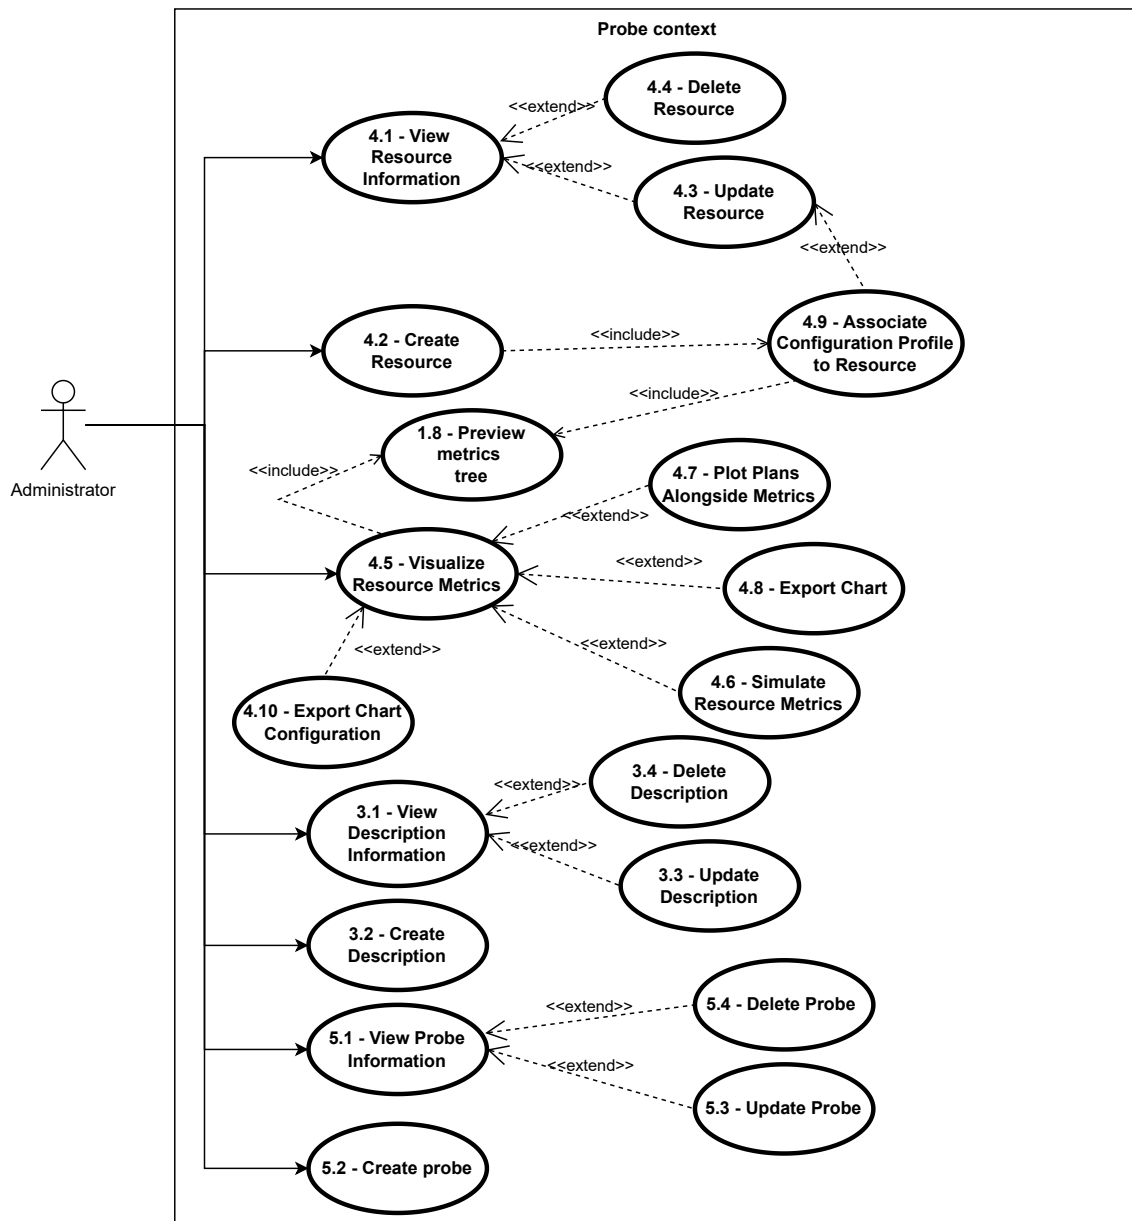 Probe context
4.4 - Delete
Resource
<<extend>>
4.1 - View
Resource
Information
<<extend>>
4.3 - Update
Resource
<<extend>>
4.2 - Create
Resource
<<include>>
4.9 - Associate
Configuration Profile
to Resource
<<include>>
Administrator
1.8 - Preview
metrics
tree
<<include>>
4.7 - Plot Plans
Alongside Metrics
<<extend>>
4.5 - Visualize
Resource Metrics
<<extend>>
4.8 - Export Chart
<<extend>>
<<extend>>
4.6 - Simulate
Resource Metrics
4.10 - Export Chart
Configuration
3.4 - Delete
Description
<<extend>>
3.1 - View
Description
Information
<<extend>>
3.3 - Update
Description
3.2 - Create
Description
5.4 - Delete Probe
<<extend>>
5.1 - View Probe
Information
<<extend>>
5.3 - Update Probe
5.2 - Create probe